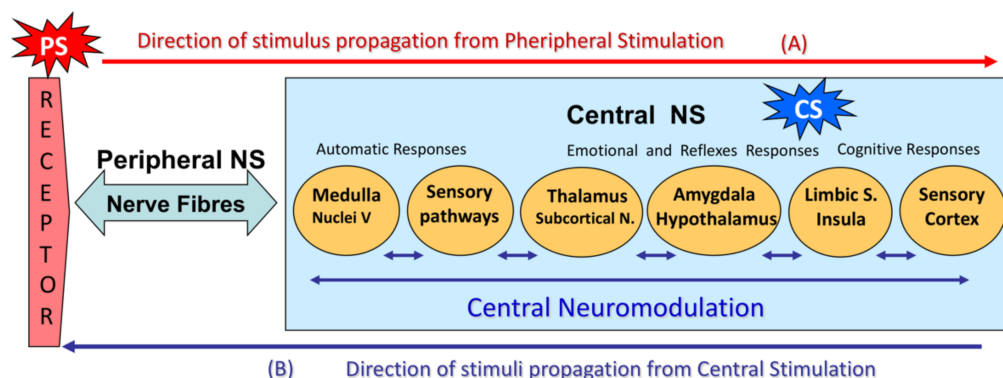 PS
Direction of stimulus propagation from Pheripheral Stimulation (A)
RECEPTOR
Peripheral NS
Nerve Fibres
Central NS
CS
Automatic Responses
Emotional and Reflexes Responses
Cognitive Responses
Medulla
Nuclei V
Sensory
pathways
Thalamus
Subcortical N.
Amygdala
Hypothalamus
Limbic S.
Insula
Sensory
Cortex
Central Neuromodulation
(B) Direction of stimuli propagation from Central Stimulation